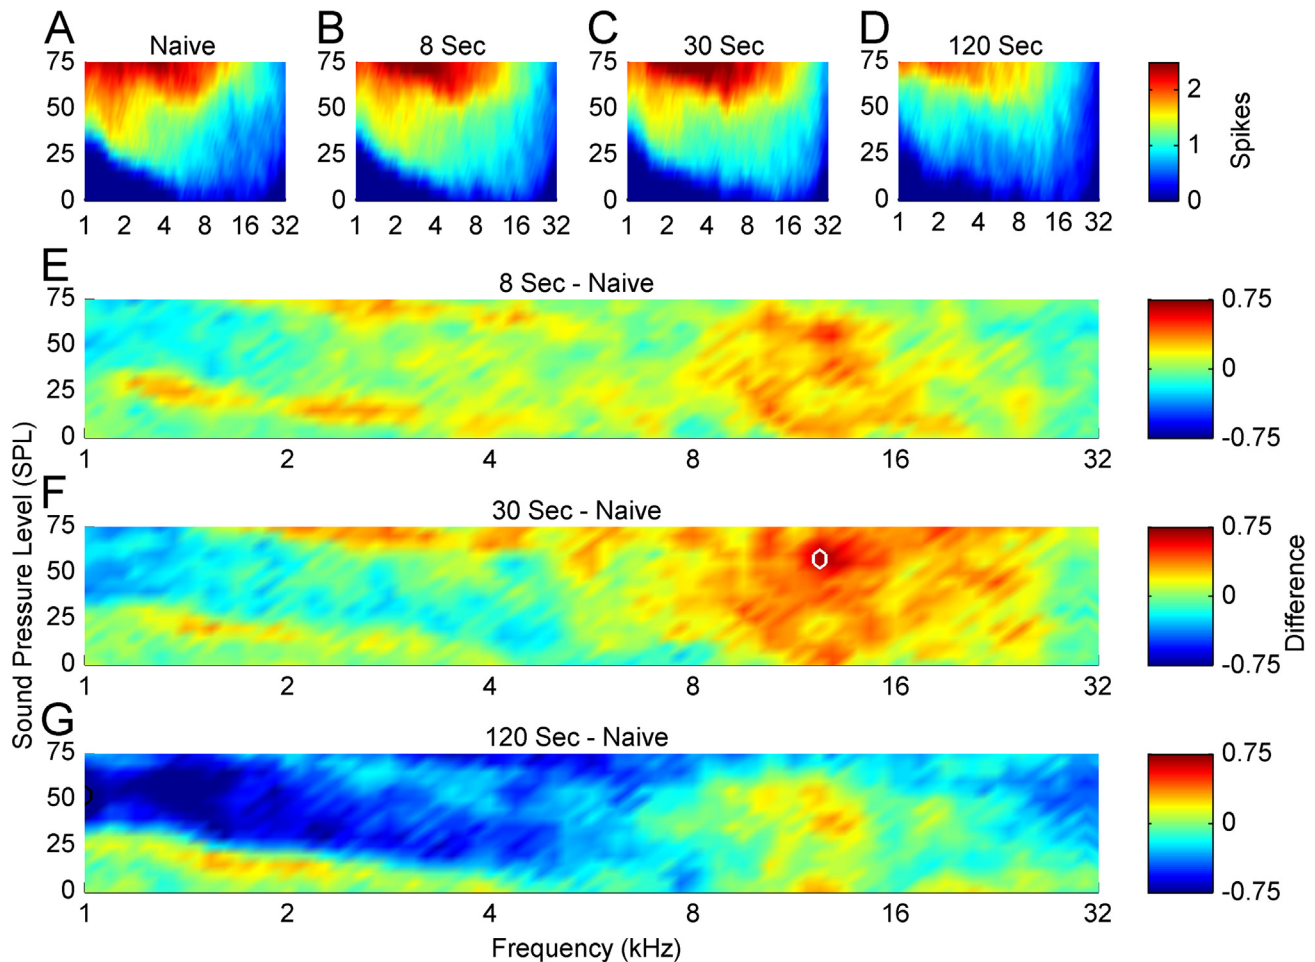 A
Naive
75
50
25
0
1 2 4 8 16 32
B
8 Sec
75
50
25
0
1 2 4 8 16 32
C
30 Sec
75
50
25
0
1 2 4 8 16 32
D
120 Sec
75
50
25
0
1 2 4 8 16 32
2
1
0
Spikes
E
8 Sec - Naive
75
50
25
0
1 2 4 8 16 32
0.75
0
-0.75
F
30 Sec - Naive
75
50
25
0
1 2 4 8 16 32
0.75
0
-0.75
G
120 Sec - Naive
75
50
25
0
1 2 4 8 16 32
0.75
0
-0.75
Sound Pressure Level (SPL)
Difference
Frequency (kHz)